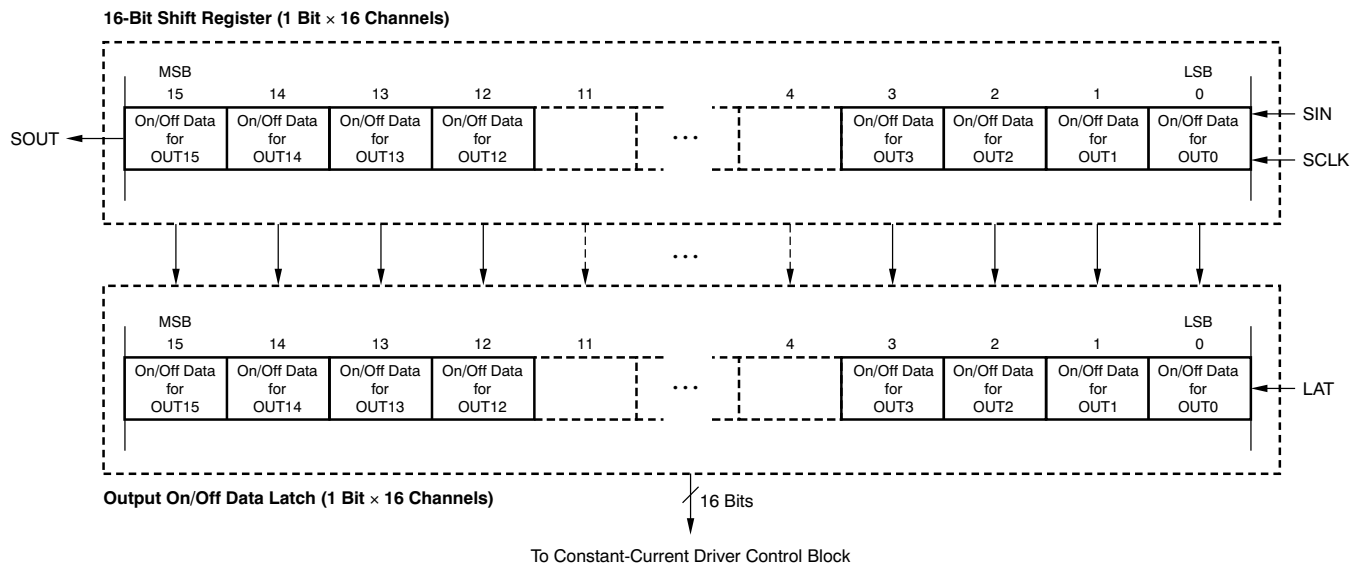 16-Bit Shift Register (1 Bit × 16 Channels)
MSB LSB
15 14 13 12 11 4 3 2 1 0
On/Off Data On/Off Data On/Off Data On/Off Data On/Off Data On/Off Data On/Off Data On/Off Data SIN
SOUT for for for for ••• for for for for
OUT15 OUT14 OUT13 OUT12 OUT3 OUT2 OUT1 OUT0 SCLK
•••
MSB LSB
15 14 13 12 11 4 3 2 1 0
On/Off Data On/Off Data On/Off Data On/Off Data On/Off Data On/Off Data On/Off Data On/Off Data
for for for for ••• for for for for LAT
OUT15 OUT14 OUT13 OUT12 OUT3 OUT2 OUT1 OUT0
Output On/Off Data Latch (1 Bit × 16 Channels) 16 Bits
To Constant-Current Driver Control Block